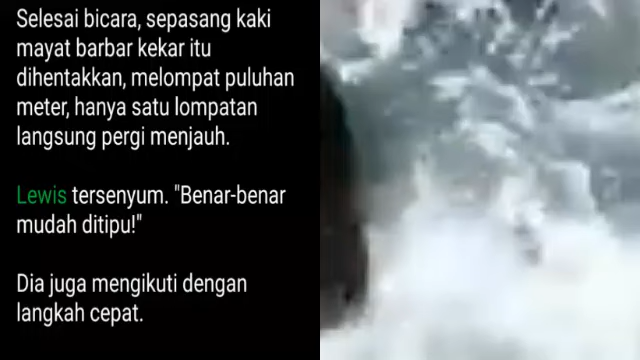 Selesai bicara, sepasang kaki
mayat barbar kekar itu
dihentakkan, melompat puluhan
meter, hanya satu lompatan
langsung pergi menjauh.
Lewis tersenyum. "Benar-benar
mudah ditipu!"
Dia juga mengikuti dengan
langkah cepat.